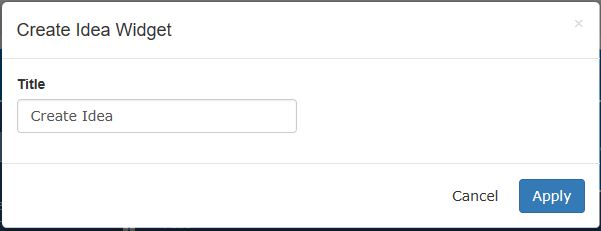 Create Idea Widget
×
Title
Create Idea
Cancel
Apply